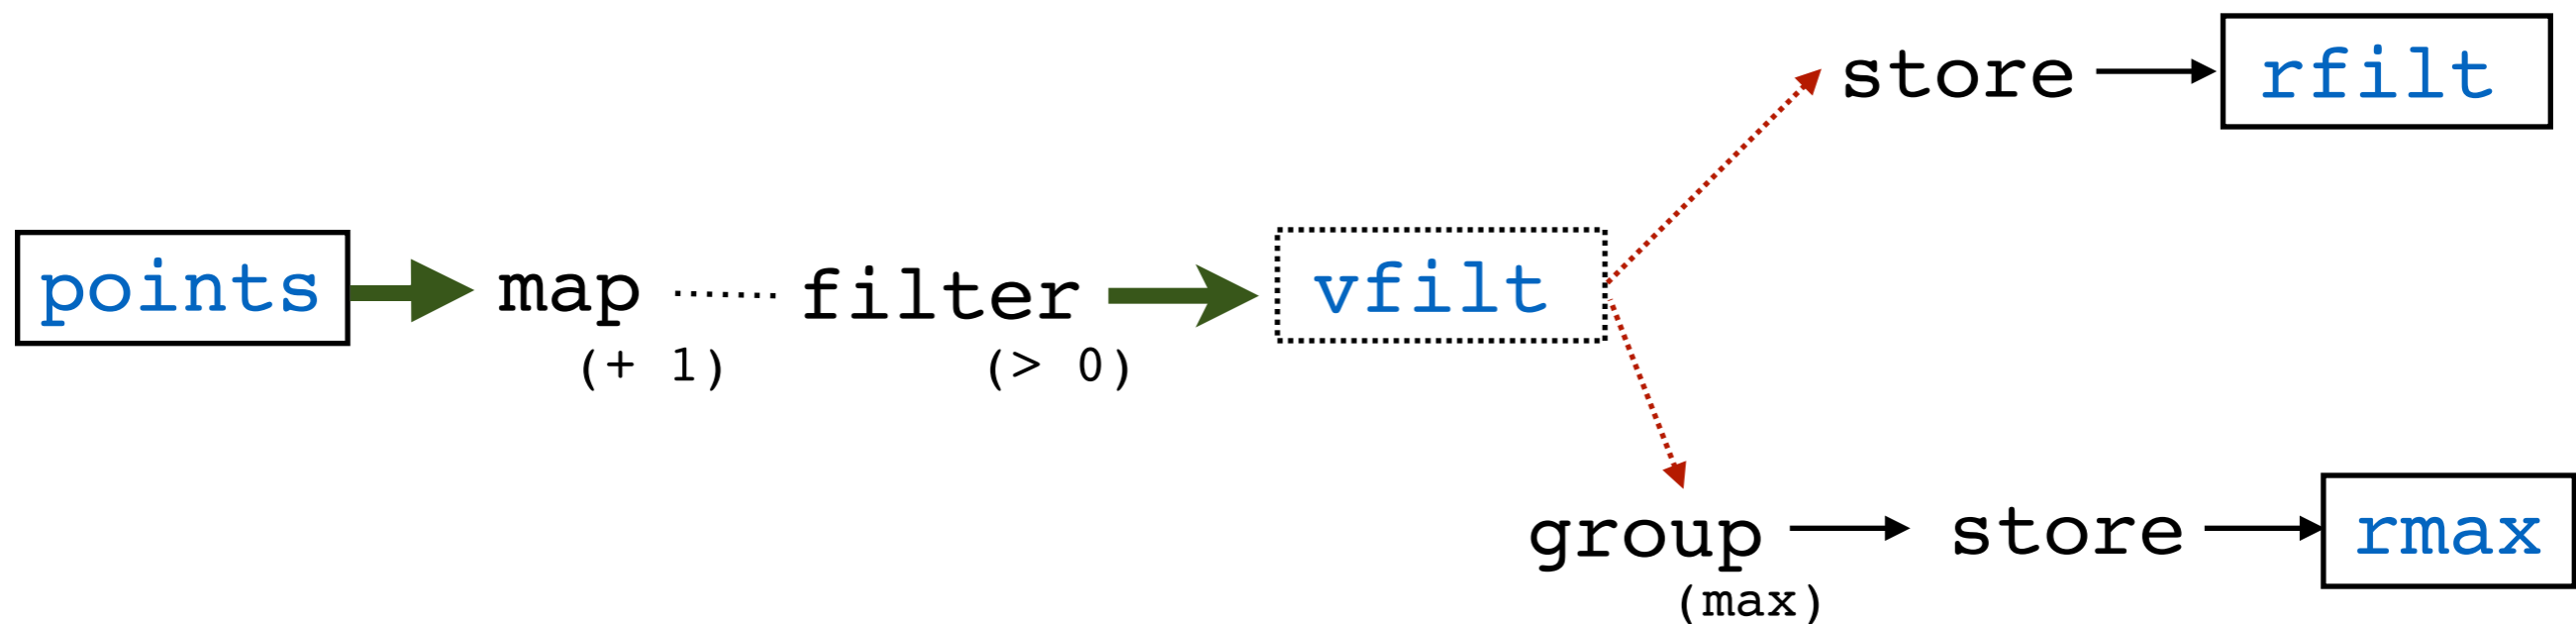 store rfilt
points map filter vfilt
(+ 1) (> 0)
group store rmax
(max)